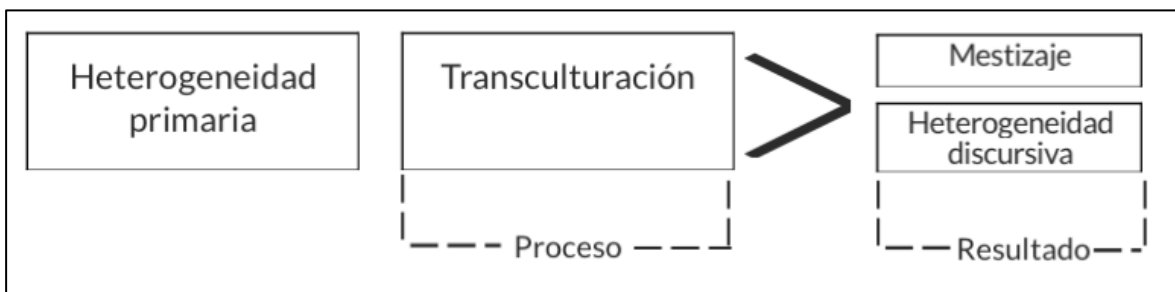 Heterogeneidad
primaria
Transculturación
Mestizaje
Heterogeneidad
discursiva
Proceso
Resultado